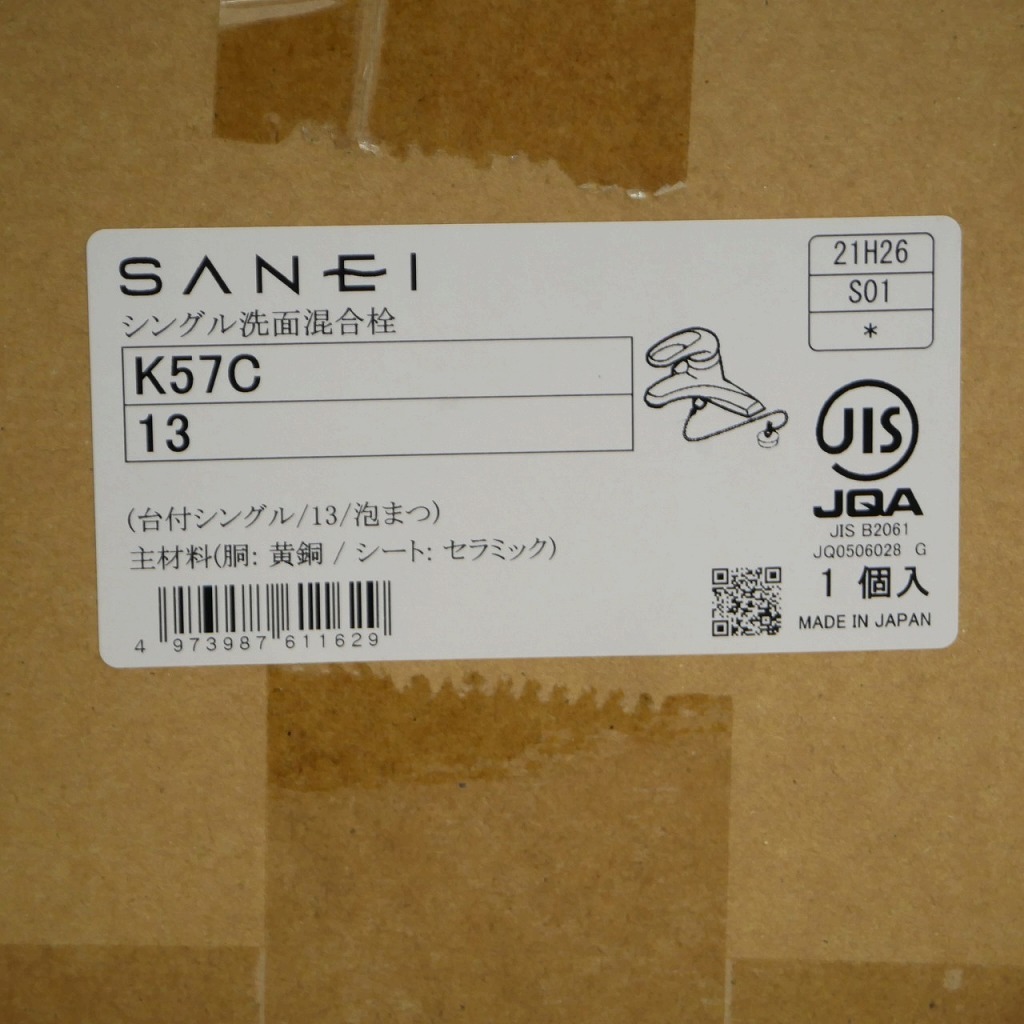 SANEI
シングル洗面混合栓
K57C
13
(台付シングル/13/泡まつ)
主材料(胴: 黄銅 / シート: セラミック)
4 973987 611629
21H26
S01
*
JIS
JQA
JIS B2061
JQ0506028 G
1 個入
MADE IN JAPAN